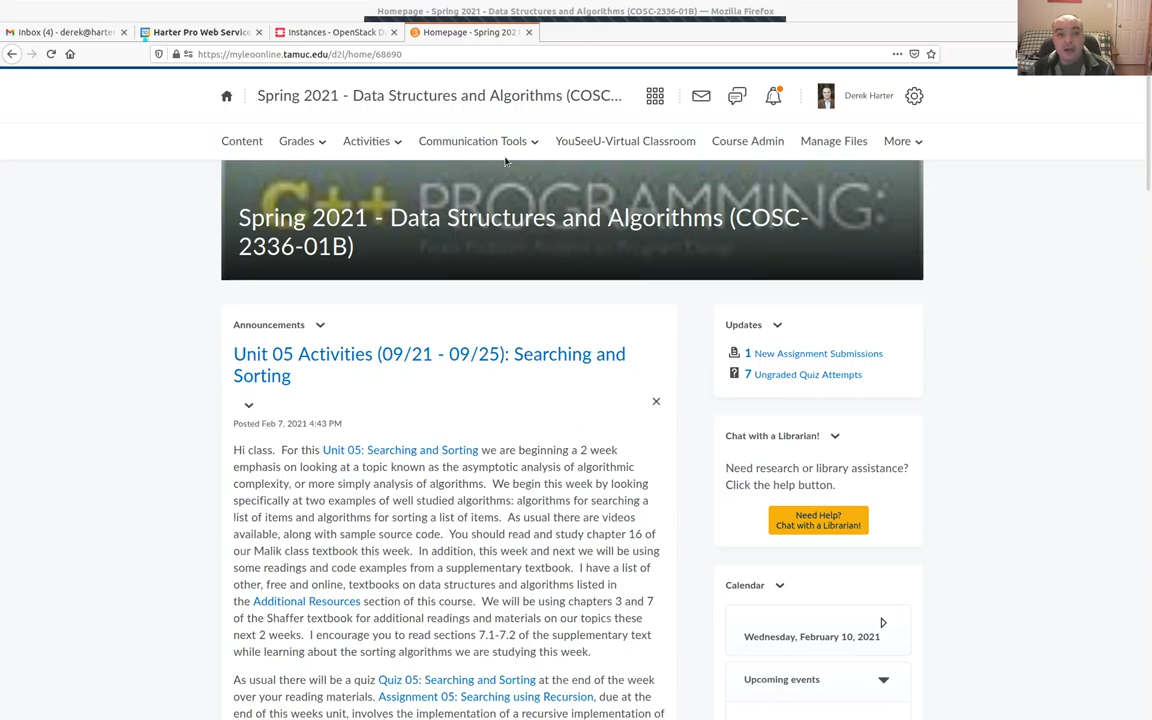 Homepage - Spring 2021 - Data Structures and Algorithms (COSC-2336-01B) — Mozilla Firefox
Inbox (4) - derek@harte
Harter Pro Web Service
Instances - OpenStack D
Homepage - Spring 2021
https://myleoonline.tamuc.edu/d2l/home/68690
Spring 2021 - Data Structures and Algorithms (COSC...
Derek Harter
Content
Grades
Activities
Communication Tools
YouSeeU-Virtual Classroom
Course Admin
Manage Files
More
C++ PROGRAMMING:
Spring 2021 - Data Structures and Algorithms (COSC-
2336-01B)
Announcements
Unit 05 Activities (09/21 - 09/25): Searching and
Sorting
Posted Feb 7, 2021 4:43 PM
Hi class. For this Unit 05: Searching and Sorting we are beginning a 2 week
emphasis on looking at a topic known as the asymptotic analysis of algorithmic
complexity, or more simply analysis of algorithms. We begin this week by looking
specifically at two examples of well studied algorithms: algorithms for searching a
list of items and algorithms for sorting a list of items. As usual there are videos
available, along with sample source code. You should read and study chapter 16 of
our Malik class textbook this week. In addition, this week and next we will be using
some readings and code examples from a supplementary textbook. I have a list of
other, free and online, textbooks on data structures and algorithms listed in
the Additional Resources section of this course. We will be using chapters 3 and 7
of the Shaffer textbook for additional readings and materials on our topics these
next 2 weeks. I encourage you to read sections 7.1-7.2 of the supplementary text
while learning about the sorting algorithms we are studying this week.
As usual there will be a quiz Quiz 05: Searching and Sorting at the end of the week
over your reading materials. Assignment 05: Searching using Recursion, due at the
end of this weeks unit, involves the implementation of a recursive implementation of
Updates
1 New Assignment Submissions
7 Ungraded Quiz Attempts
Chat with a Librarian!
Need research or library assistance?
Click the help button.
Need Help?
Chat with a Librarian!
Calendar
Wednesday, February 10, 2021
Upcoming events